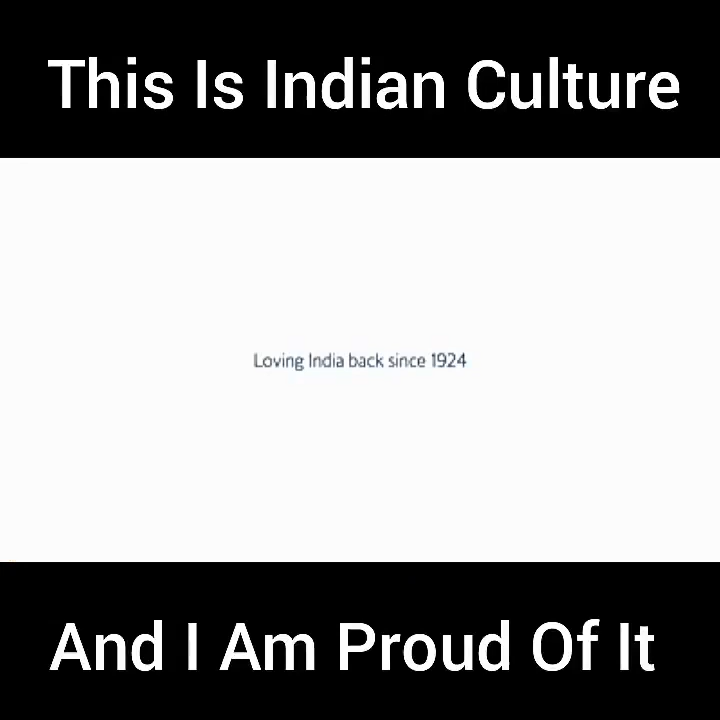 This Is Indian Culture
Loving India back since 1924
And I Am Proud Of It